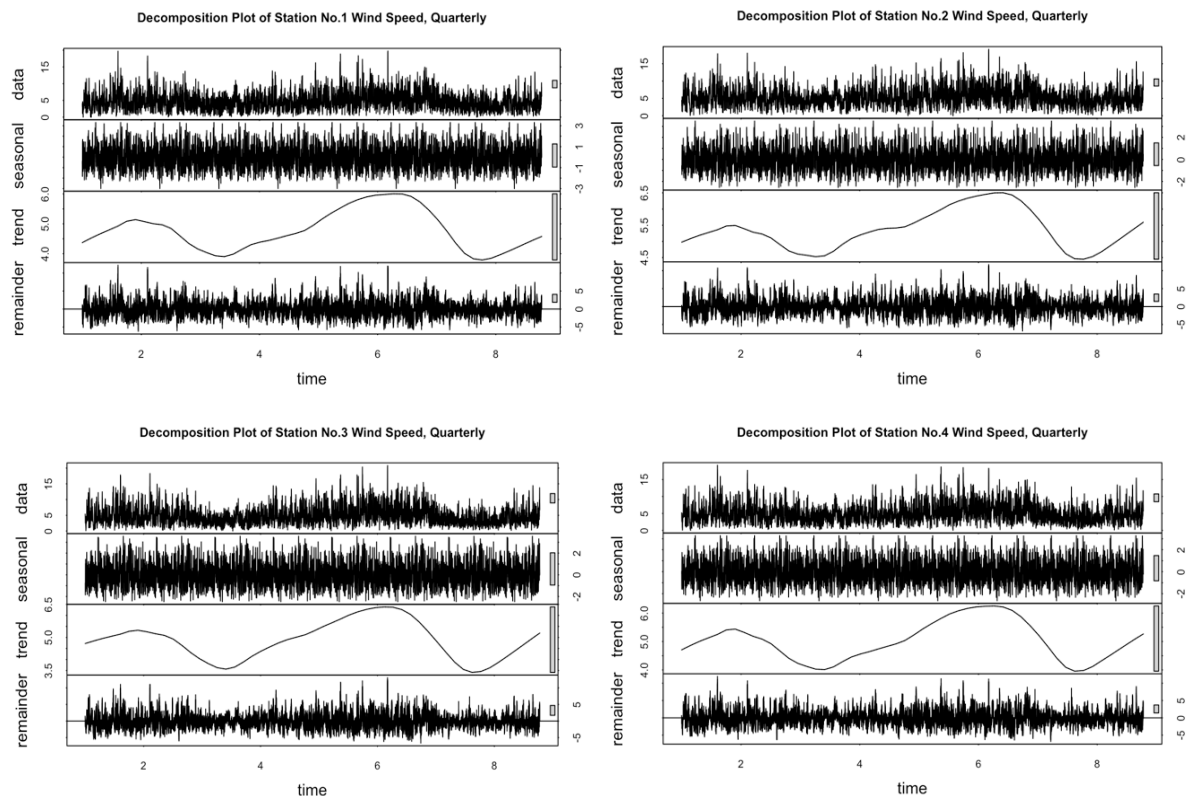 Decomposition Plot of Station No.1 Wind Speed, Quarterly
data
0 5 15
seasonal
-3 -1 1 3
trend
4.0 5.0 6.0
remainder
-5 0 5
2 4 6 8
time
Decomposition Plot of Station No.2 Wind Speed, Quarterly
data
0 5 15
seasonal
-2 0 2
trend
4.5 5.5 6.5
remainder
-5 0 5
2 4 6 8
time
Decomposition Plot of Station No.3 Wind Speed, Quarterly
data
0 5 15
seasonal
-2 0 2
trend
3.5 5.0 6.5
remainder
-5 5
2 4 6 8
time
Decomposition Plot of Station No.4 Wind Speed, Quarterly
data
0 5 15
seasonal
-2 0 2
trend
4.0 5.0 6.0
remainder
-5 0 5
2 4 6 8
time